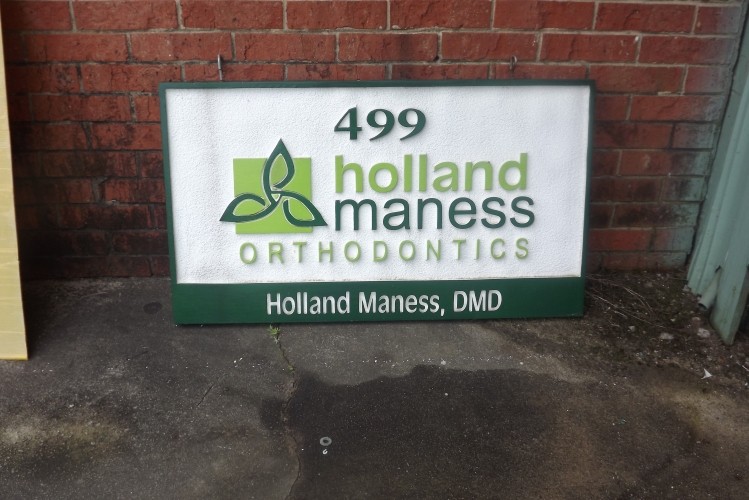 499
holland
maness
ORTHODONTICS
Holland Maness, DMD